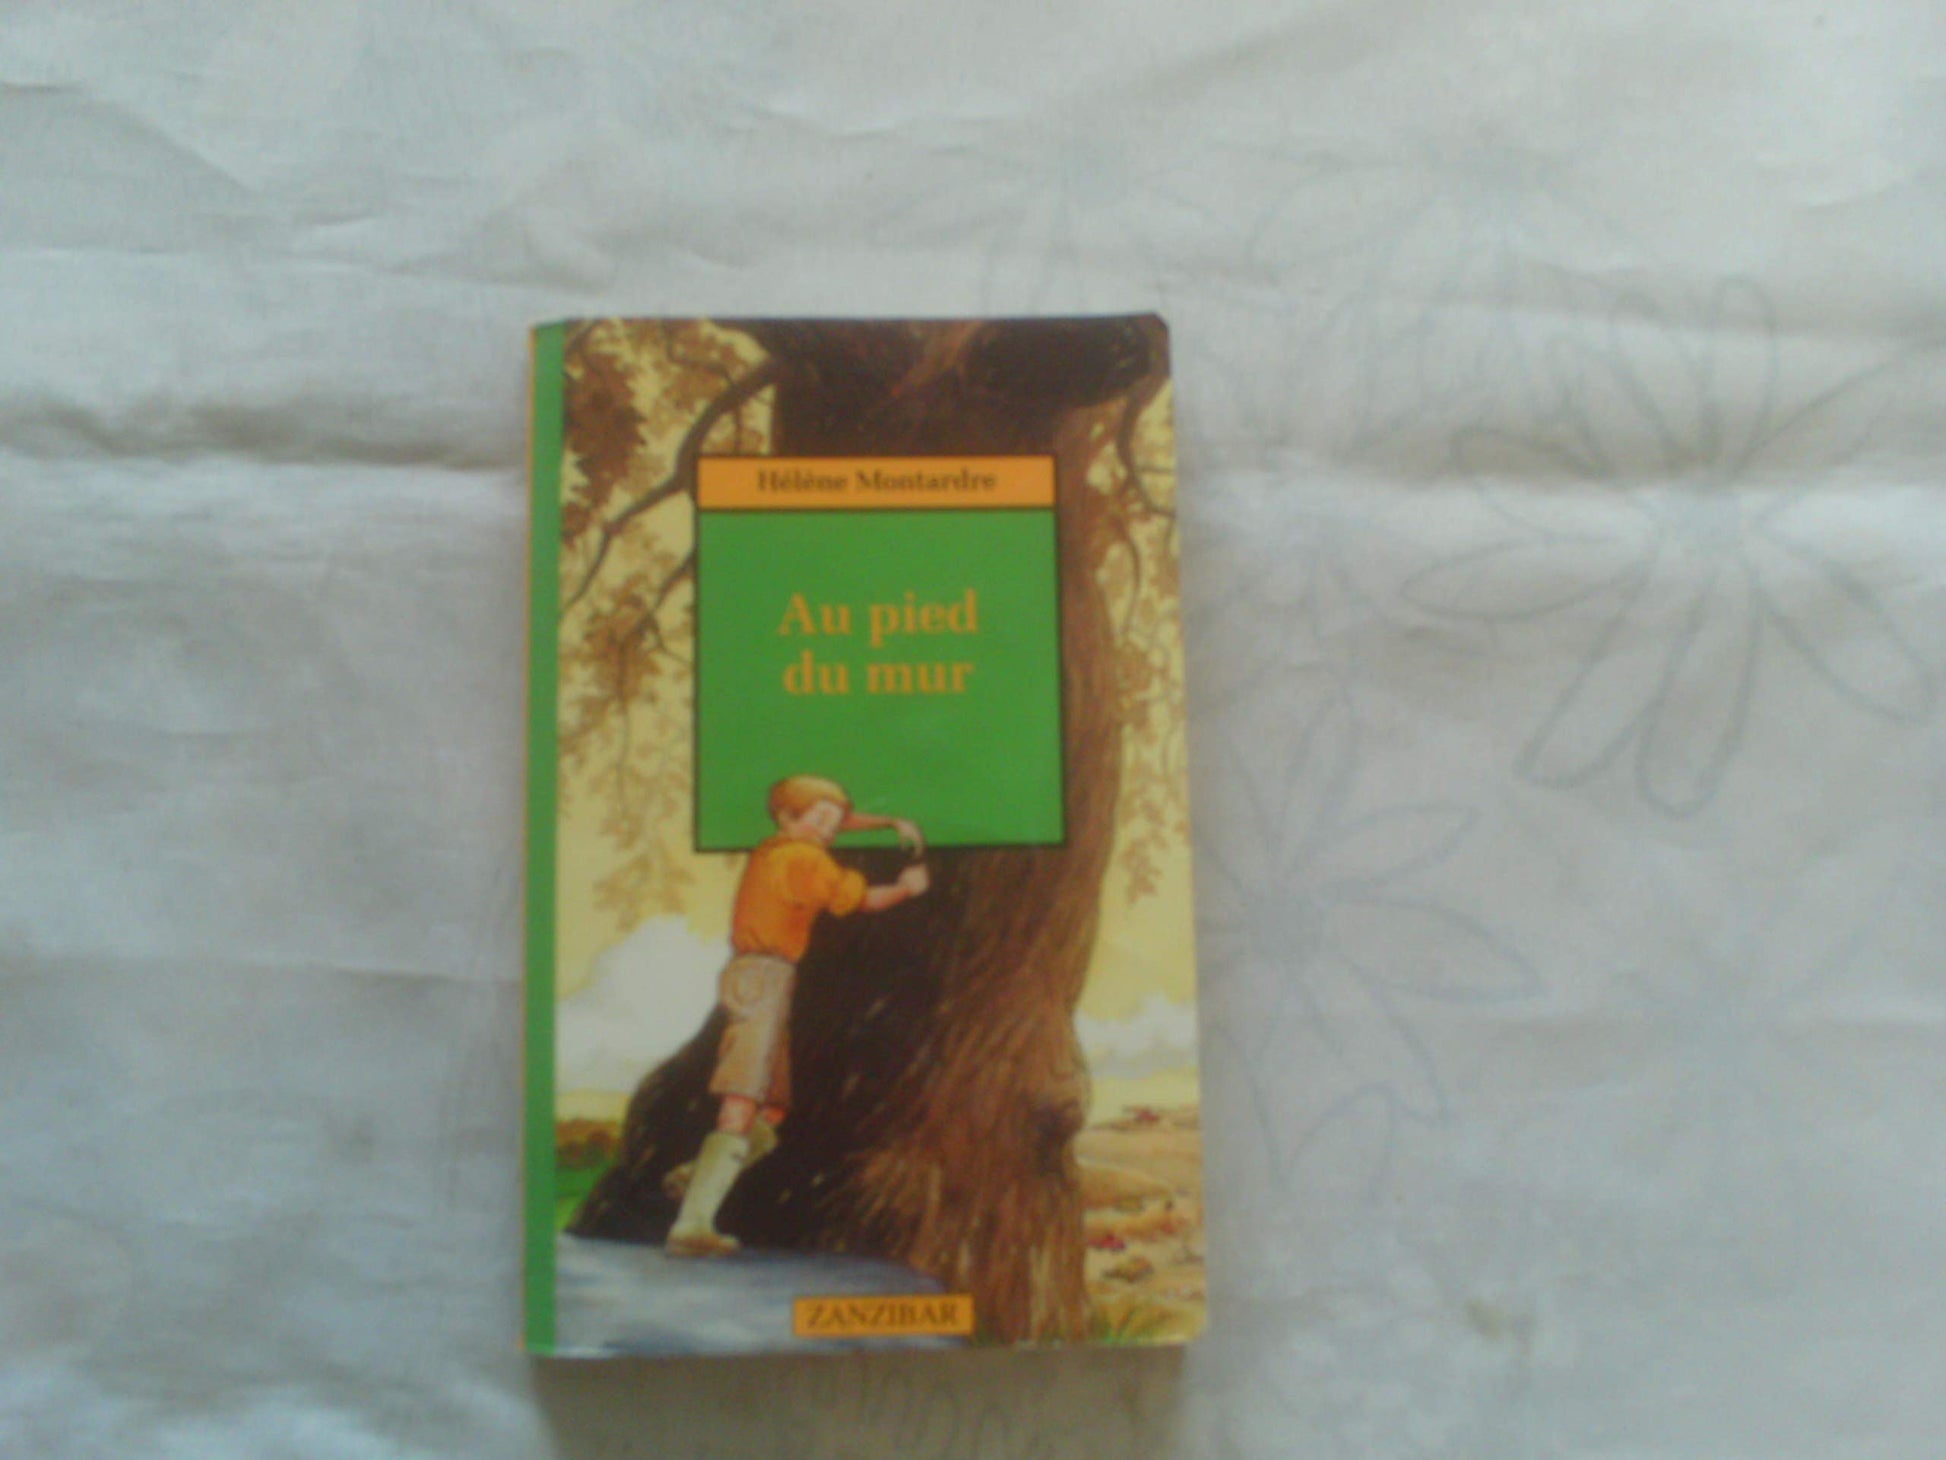 Hélène Montardre
Au pied
du mur
ZANZIBAR